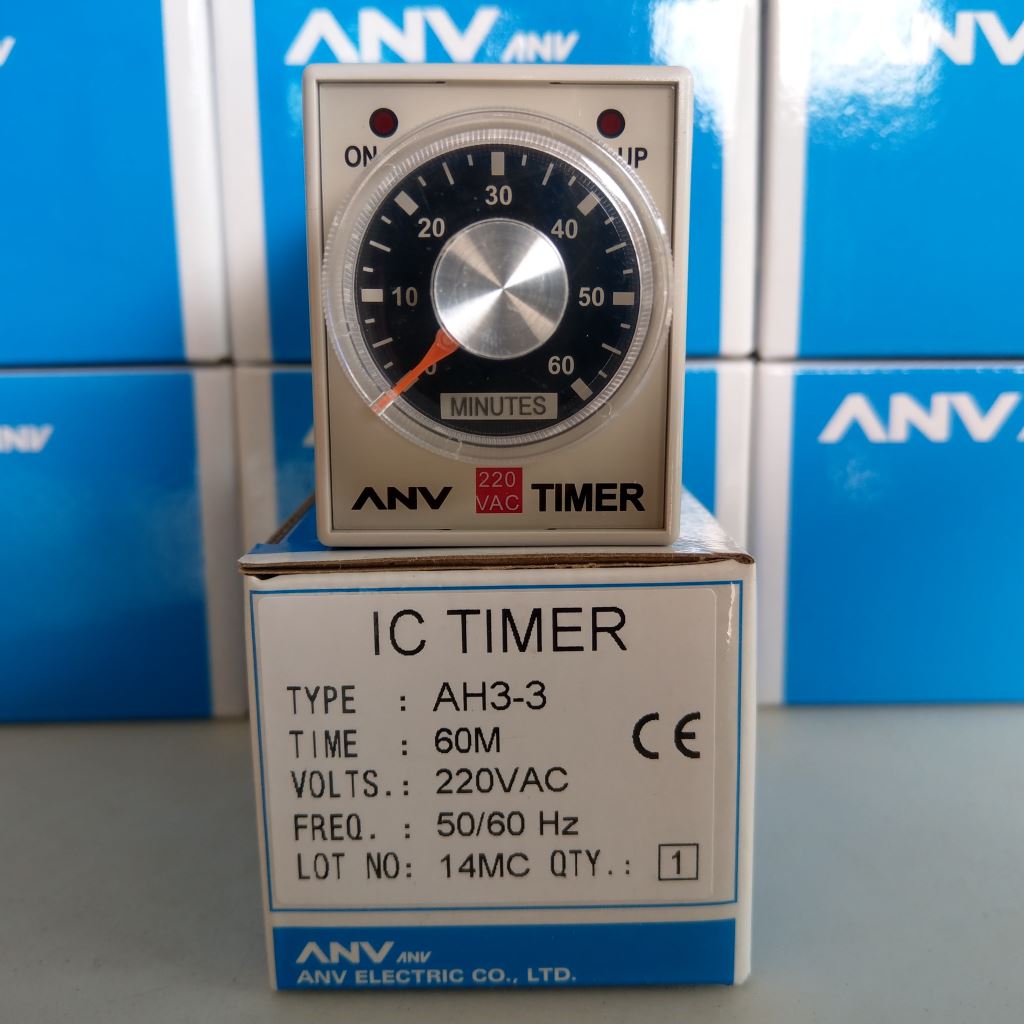 ANV ANV
ANV
ANV
ANV
ANV
ON UP
30
20 40
10 50
0 60
MINUTES
220
VAC
ANV TIMER
IC TIMER
TYPE : AH3-3
TIME : 60M
VOLTS.: 220VAC
FREQ. : 50/60 Hz
LOT NO: 14MC QTY.: 1
CE
ANV ANV
ANV ELECTRIC CO., LTD.